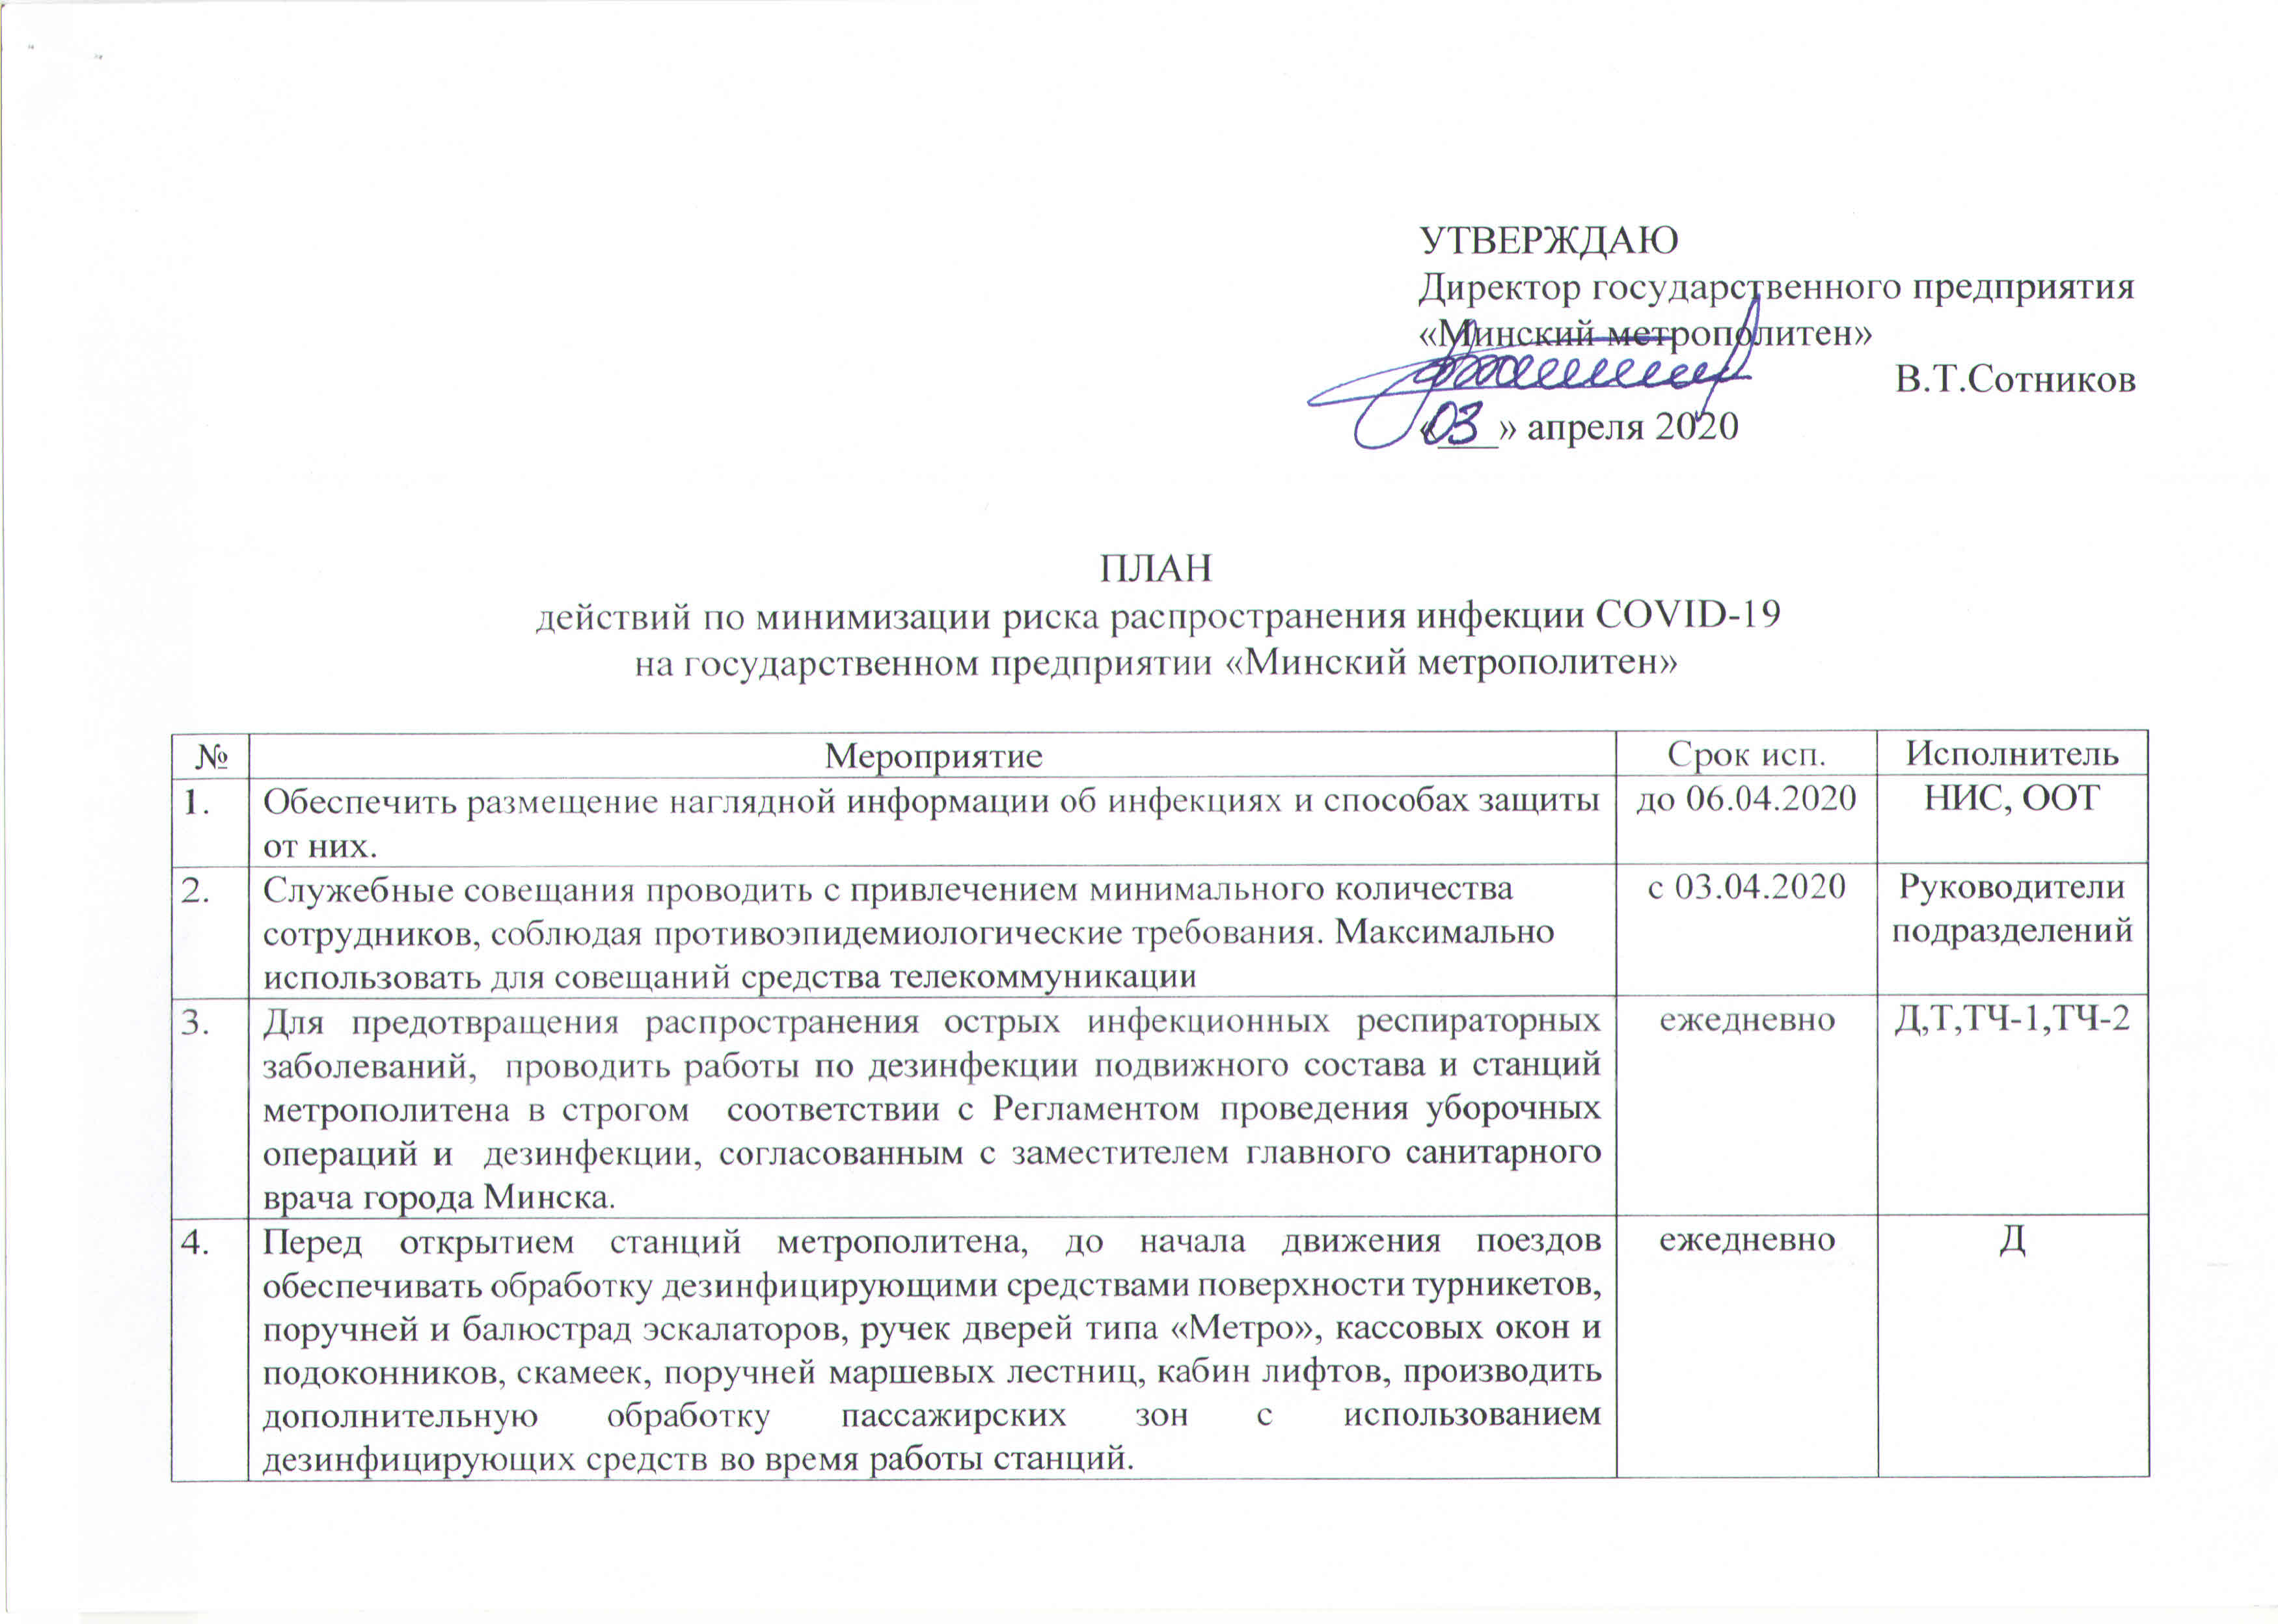 УТВЕРЖДАЮ
Директор государственного предприятия
«Минский метрополитен»
В.Т.Сотников
«03» апреля 2020
ПЛАН
действий по минимизации риска распространения инфекции COVID-19
на государственном предприятии «Минский метрополитен»
№ Мероприятие Срок исп. Исполнитель
1. Обеспечить размещение наглядной информации об инфекциях и способах защиты до 06.04.2020 НИС, ООТ
от них.
2. Служебные совещания проводить с привлечением минимального количества с 03.04.2020 Руководители
сотрудников, соблюдая противоэпидемиологические требования. Максимально подразделений
использовать для совещаний средства телекоммуникации
3. Для предотвращения распространения острых инфекционных респираторных ежедневно Д,Т,ТЧ-1,ТЧ-2
заболеваний, проводить работы по дезинфекции подвижного состава и станций
метрополитена в строгом соответствии с Регламентом проведения уборочных
операций и дезинфекции, согласованным с заместителем главного санитарного
врача города Минска.
4. Перед открытием станций метрополитена, до начала движения поездов ежедневно Д
обеспечивать обработку дезинфицирующими средствами поверхности турникетов,
поручней и балюстрад эскалаторов, ручек дверей типа «Метро», кассовых окон и
подоконников, скамеек, поручней маршевых лестниц, кабин лифтов, производить
дополнительную обработку пассажирских зон с использованием
дезинфицирующих средств во время работы станций.